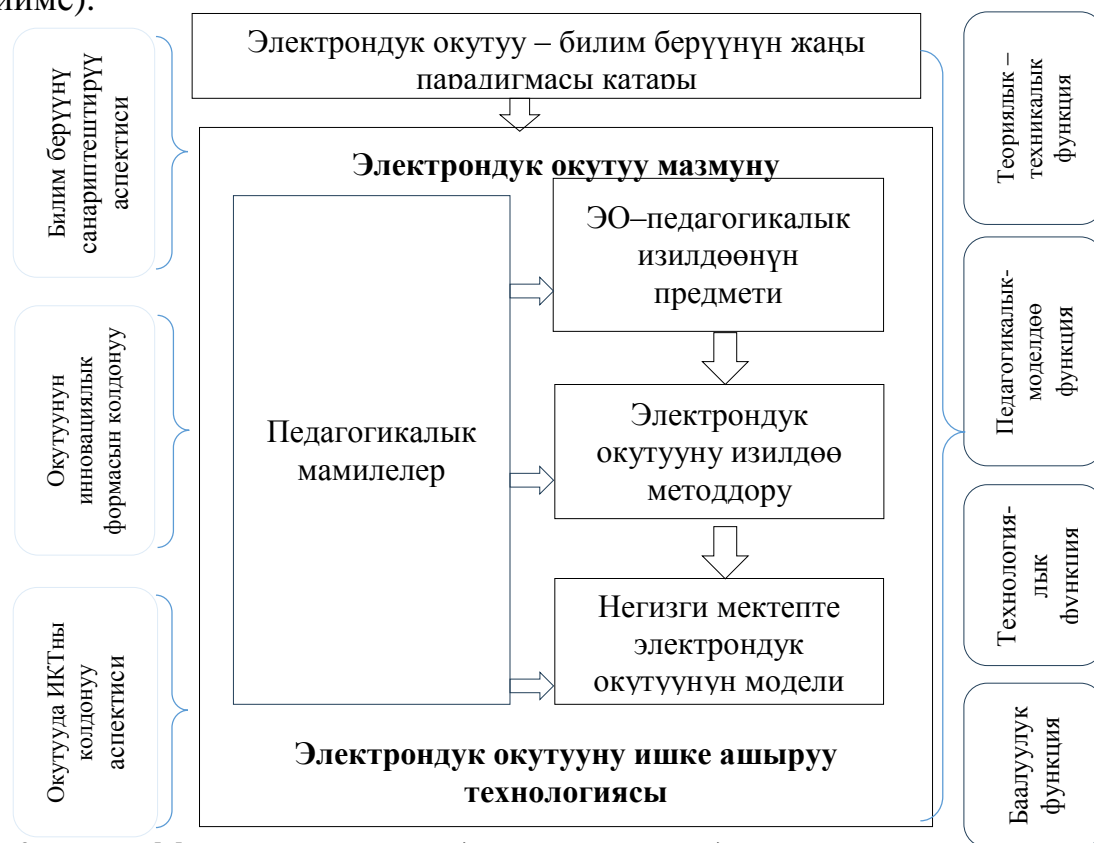 Электрондук окутуу – билим берүүнүн жаңы
парадигмасы катары
Билим берүүнү
санариптештирүү
аспектиси
Окутуунун
инновациялык
формасын колдонуу
Окутууда ИКТны
колдонуу
аспектиси
Электрондук окутуу мазмуну
Педагогикалык
мамилелер
ЭО–педагогикалык
изилдөөнүн
предмети
Электрондук
окутууну изилдөө
методдору
Негизги мектепте
электрондук
окутуунун модели
Электрондук окутууну ишке ашыруу
технологиясы
Теориялык –
техникалык
функция
Педагогикалык-
моделдөө
функция
Технология-
лык
функция
Баалуулук
функция